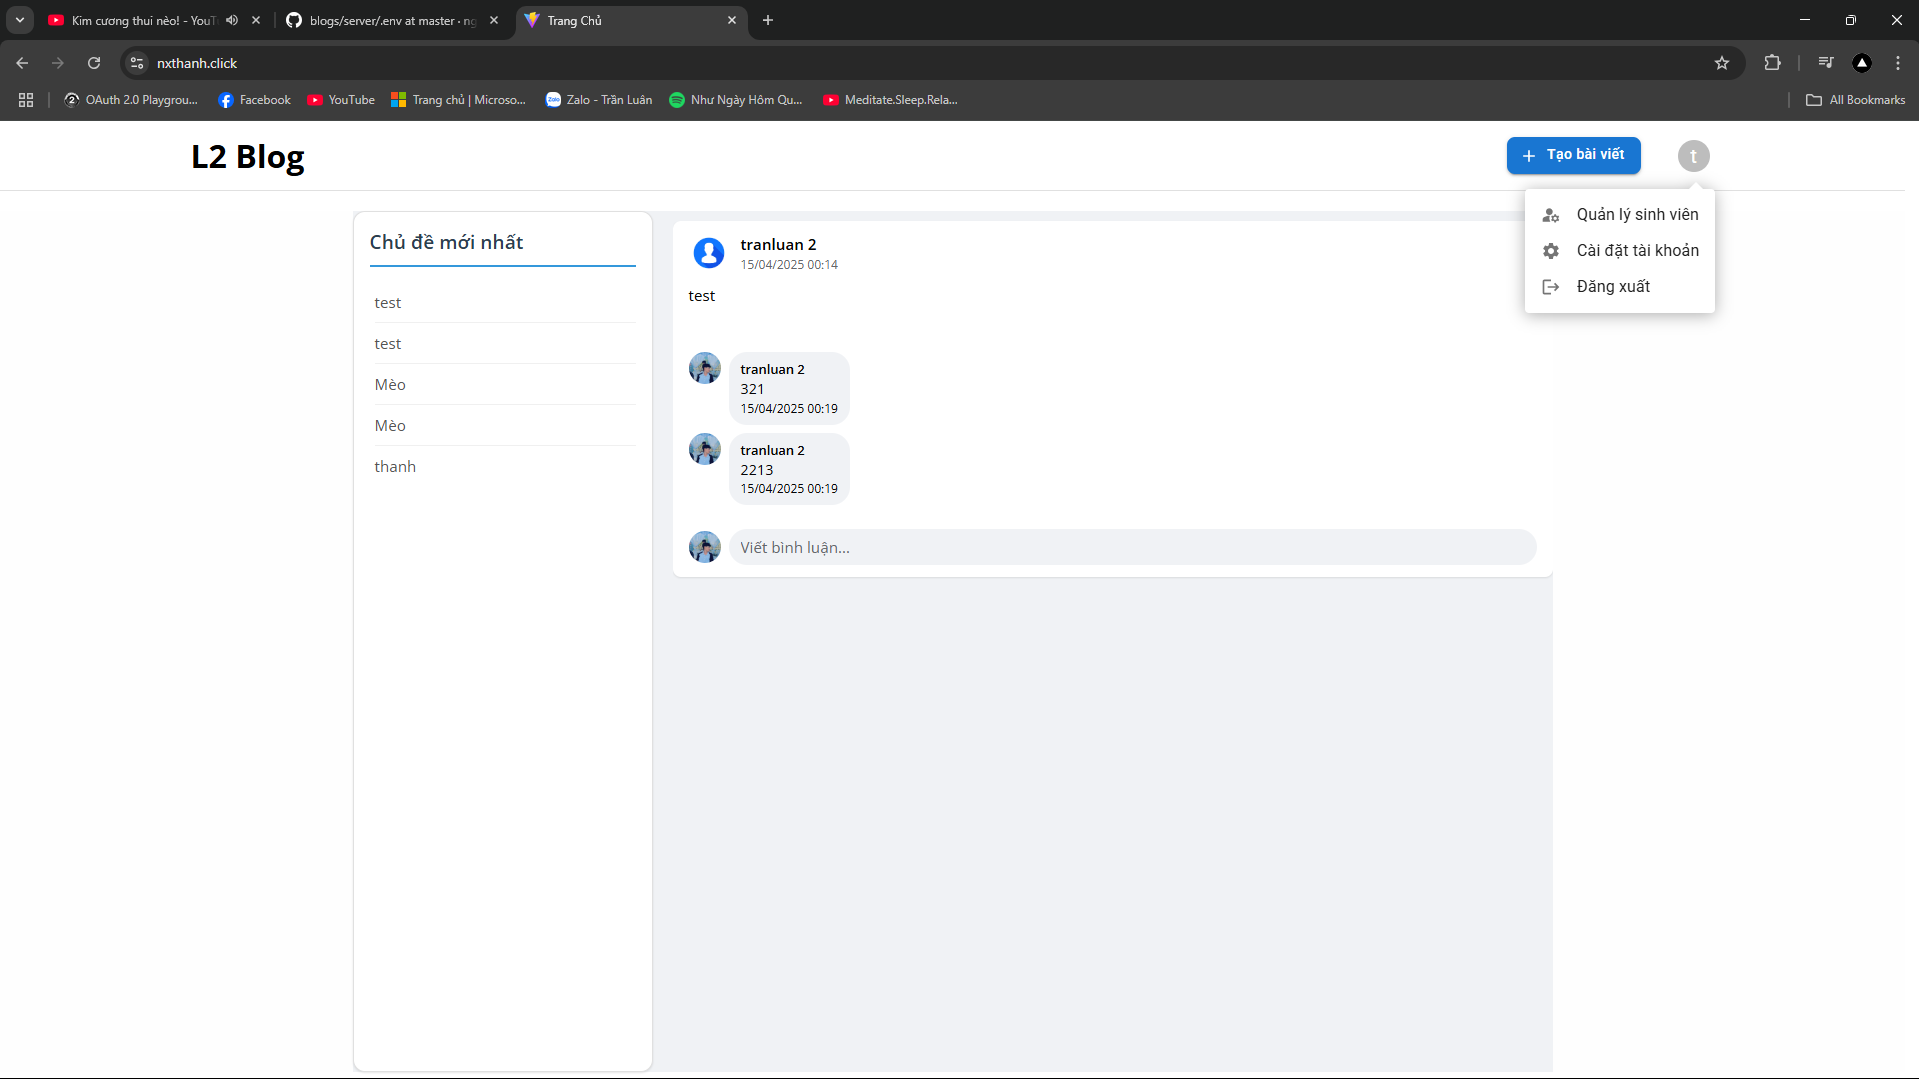 Kim cương thui nèo! - YouT
blogs/server/.env at master · ng
Trang Chủ
nxthanh.click
OAuth 2.0 Playgrou...
Facebook
YouTube
Trang chủ | Microso...
Zalo - Trần Luân
Như Ngày Hôm Qu...
Meditate.Sleep.Rela...
All Bookmarks
L2 Blog
Tạo bài viết
t
Quản lý sinh viên
Cài đặt tài khoản
Đăng xuất
Chủ đề mới nhất
test
test
Mèo
Mèo
thanh
tranluan 2
15/04/2025 00:14
test
tranluan 2
321
15/04/2025 00:19
tranluan 2
2213
15/04/2025 00:19
Viết bình luận...